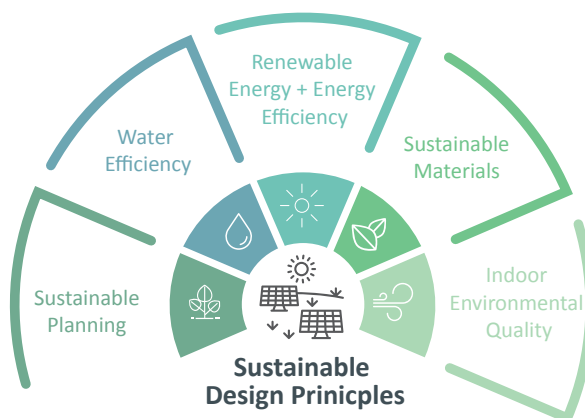 Renewable
Energy + Energy
Efficiency
Water
Efficiency
Sustainable
Materials
Sustainable
Planning
Indoor
Environmental
Quality
Sustainable
Design Prinicples